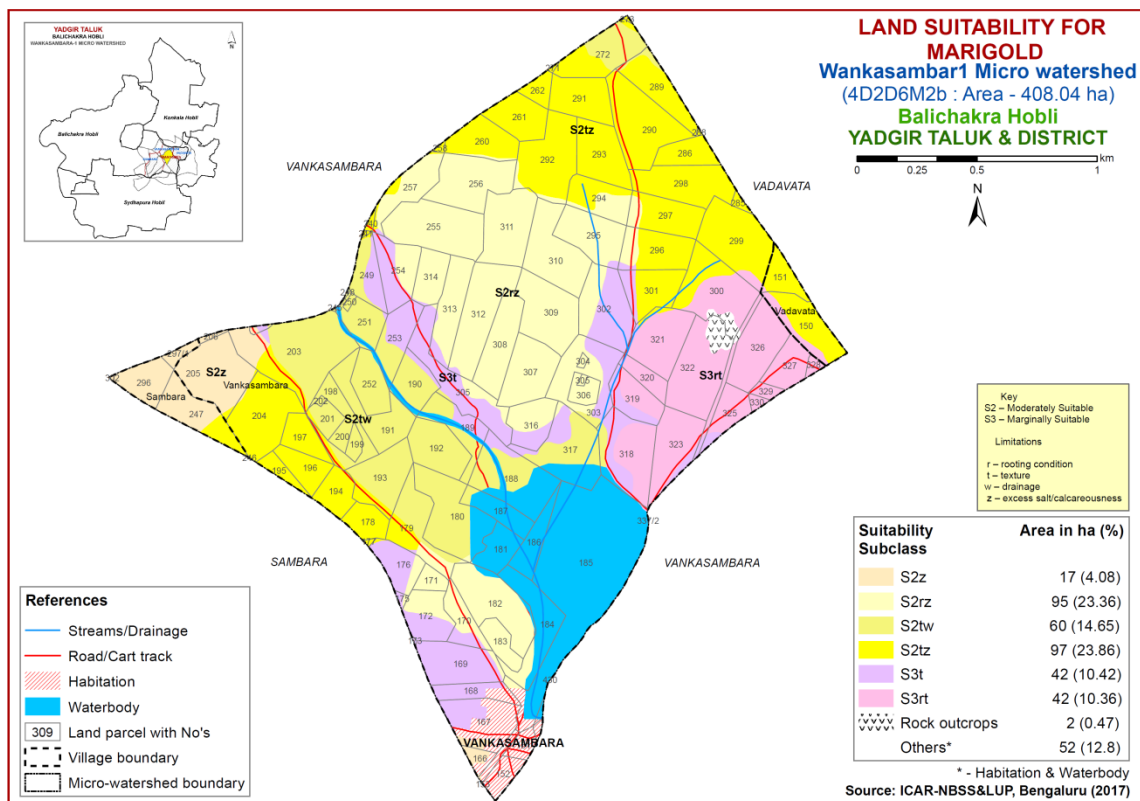 YADGIR TALUK
BALICHAKRA HOBLI
WANKASAMBARA-1 MICRO WATERSHED
N
Konkala Hobli
Balichakra Hobli
Sydhapura Hobli
LAND SUITABILITY FOR
MARIGOLD
Wankasambar1 Micro watershed
(4D2D6M2b : Area - 408.04 ha)
Balichakra Hobli
YADGIR TALUK & DISTRICT
km
0 0.25 0.5 1
N
272
289
262 291
261 S2tz
260 290
292 293 286
258
VANKASAMBARA
VADAVATA
256 298
257
294 285
297
255 311 299
295 296
249 254 314 310 151
S2rz 301 300
313 302 Vadavata
312 309 150
251 321 326
253 308
203 304 322 327
205 S2z 307 S3rt
S3t 305 320
296 Vankasambara 252 190 305 329
Sambara 198 306 319 330
202 303 325
247 204 S2tw 316
201 191 189 323
197 200 192 317
199 318
196 193 188
195
194 187 337/2
180
178 179 186
181
177 185
SAMBARA
VANKASAMBARA
176
171
182
172 170 184
183
169
168
167
VANKASAMBARA
166
152
Key
S2 – Moderately Suitable
S3 – Marginally Suitable
Limitations
r – rooting condition
t – texture
w – drainage
z – excess salt/calcareousness
Suitability Subclass Area in ha (%)
S2z 17 (4.08)
S2rz 95 (23.36)
S2tw 60 (14.65)
S2tz 97 (23.86)
S3t 42 (10.42)
S3rt 42 (10.36)
Rock outcrops 2 (0.47)
Others* 52 (12.8)
* - Habitation & Waterbody
Source: ICAR-NBSS&LUP, Bengaluru (2017)
References
Streams/Drainage
Road/Cart track
Habitation
Waterbody
309 Land parcel with No's
Village boundary
Micro-watershed boundary